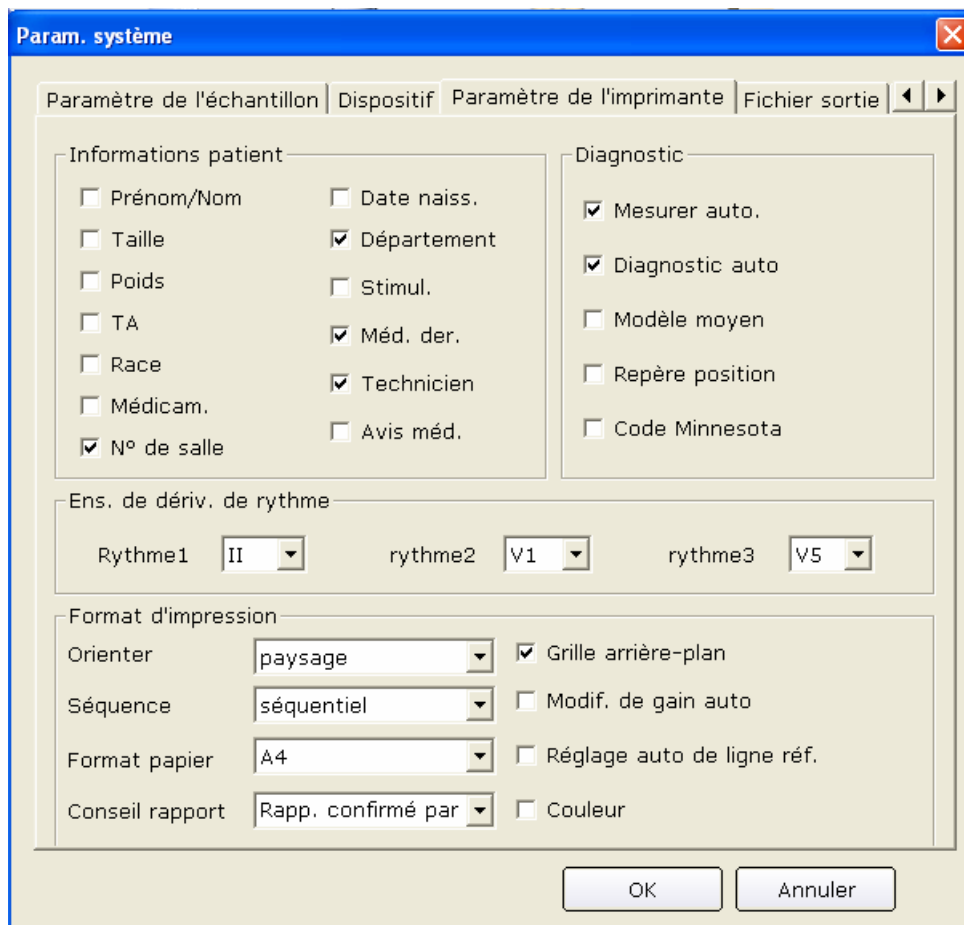 Param. système
Paramètre de l'échantillon Dispositif Paramètre de l'imprimante Fichier sortie
Informations patient
Prénom/Nom
Taille
Poids
TA
Race
Médicam.
Nº de salle
Date naiss.
Département
Stimul.
Méd. der.
Technicien
Avis méd.
Diagnostic
Mesurer auto.
Diagnostic auto
Modèle moyen
Repère position
Code Minnesota
Ens. de dériv. de rythme
Rythme1 II rythme2 V1 rythme3 V5
Format d'impression
Orienter paysage
Séquence séquentiel
Format papier A4
Conseil rapport Rapp. confirmé par
Grille arrière-plan
Modif. de gain auto
Réglage auto de ligne réf.
Couleur
OK Annuler